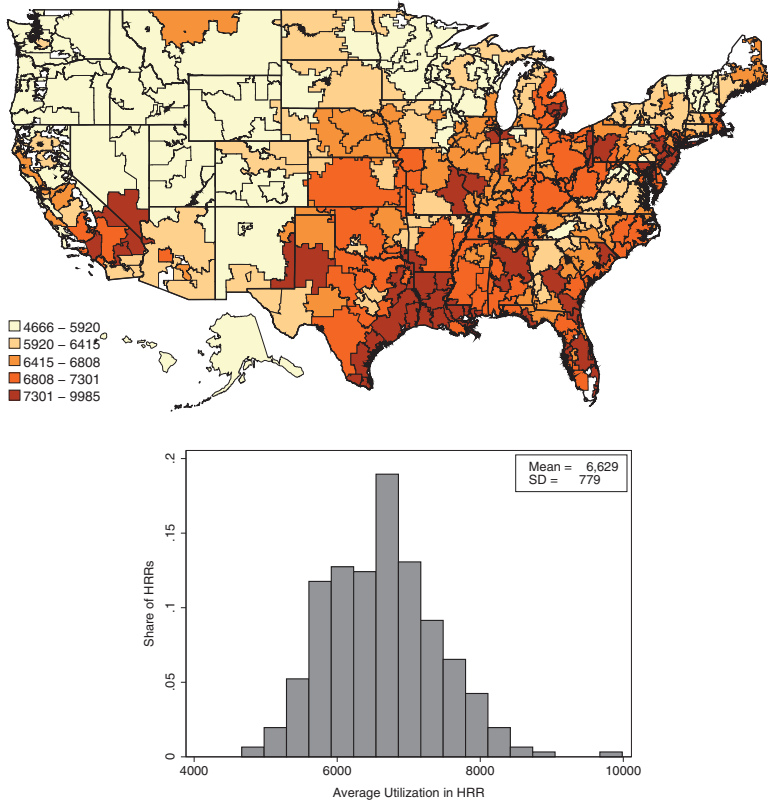 4666 – 5920
5920 – 6415
6415 – 6808
6808 – 7301
7301 – 9985
Mean = 6,629
SD = 779
.2
.15
.1
.05
0
Share of HRRs
4000 6000 8000 10000
Average Utilization in HRR